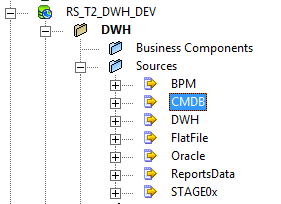 RS_T2_DWH_DEV
DWH
Business Components
Sources
BPM
CMDB
DWH
FlatFile
Oracle
ReportsData
STAGE0x